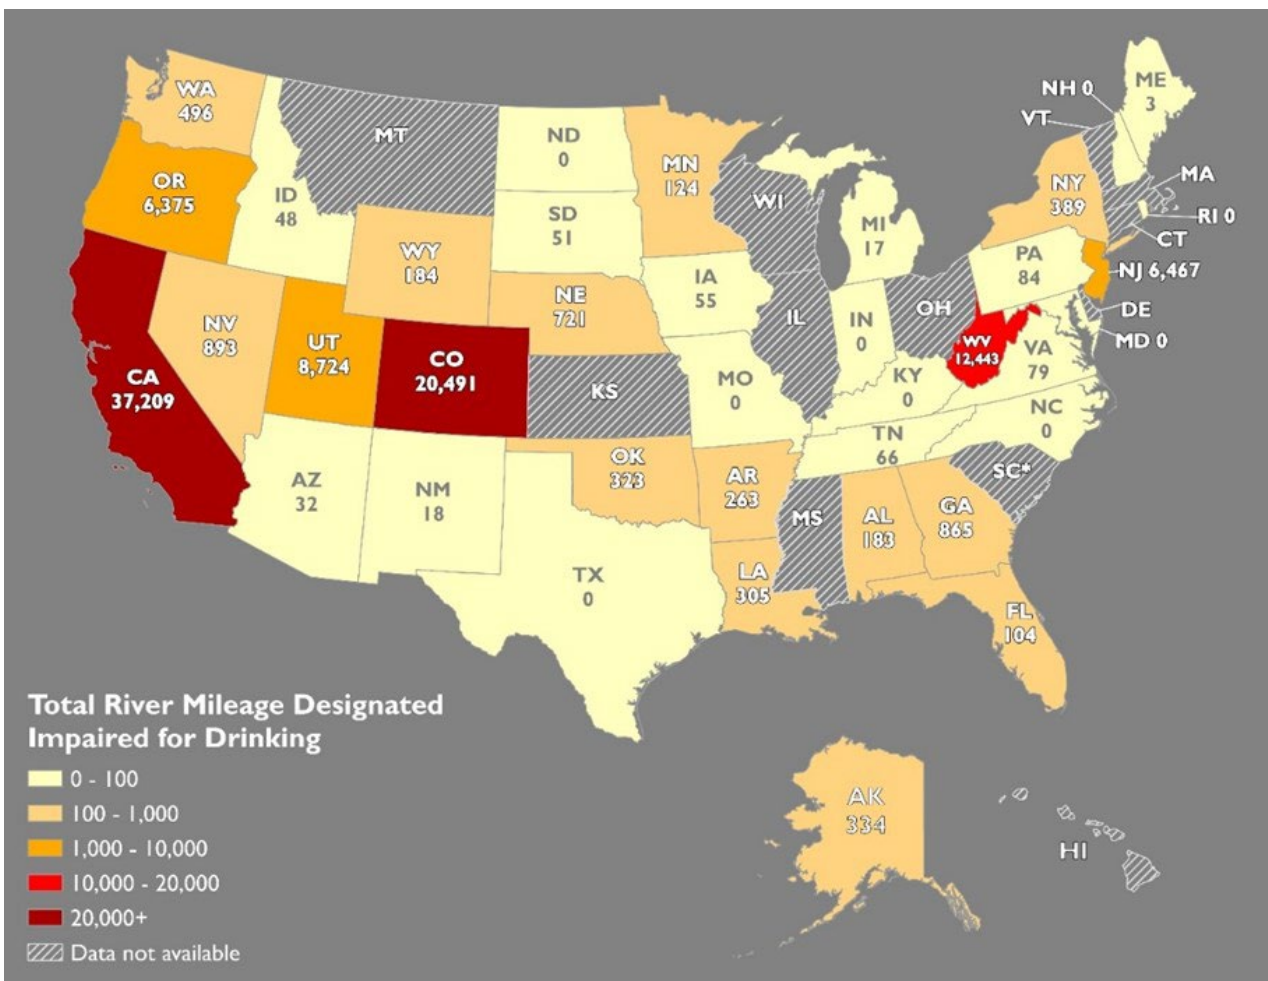 WA
496
MT
ND
0
MN
124
NH 0
ME
3
VT
OR
6,375
ID
48
SD
51
WI
MI
17
NY
389
MA
RI 0
CT
WY
184
IA
55
PA
84
NJ 6,467
NE
721
IL
IN
0
OH
DE
MD 0
NV
893
UT
8,724
CO
20,491
WV
12,443
VA
79
CA
37,209
KS
MO
0
KY
0
NC
0
TN
66
AZ
32
NM
18
OK
323
AR
263
SC*
MS
AL
183
GA
865
TX
0
LA
305
FL
104
Total River Mileage Designated
Impaired for Drinking
0 - 100
100 - 1,000
1,000 - 10,000
10,000 - 20,000
20,000+
Data not available
AK
334
HI